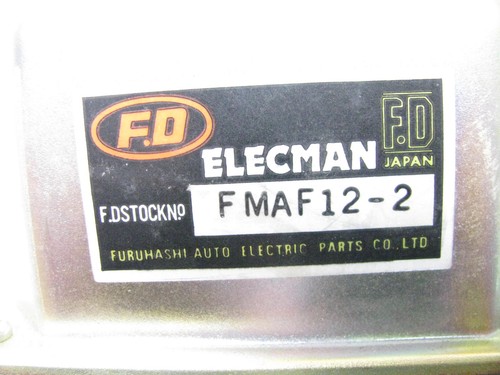 F.D
F.D
ELECMAN
JAPAN
F.DSTOCKNO FMAF12-2
FURUHASHI AUTO ELECTRIC PARTS CO.,LTD